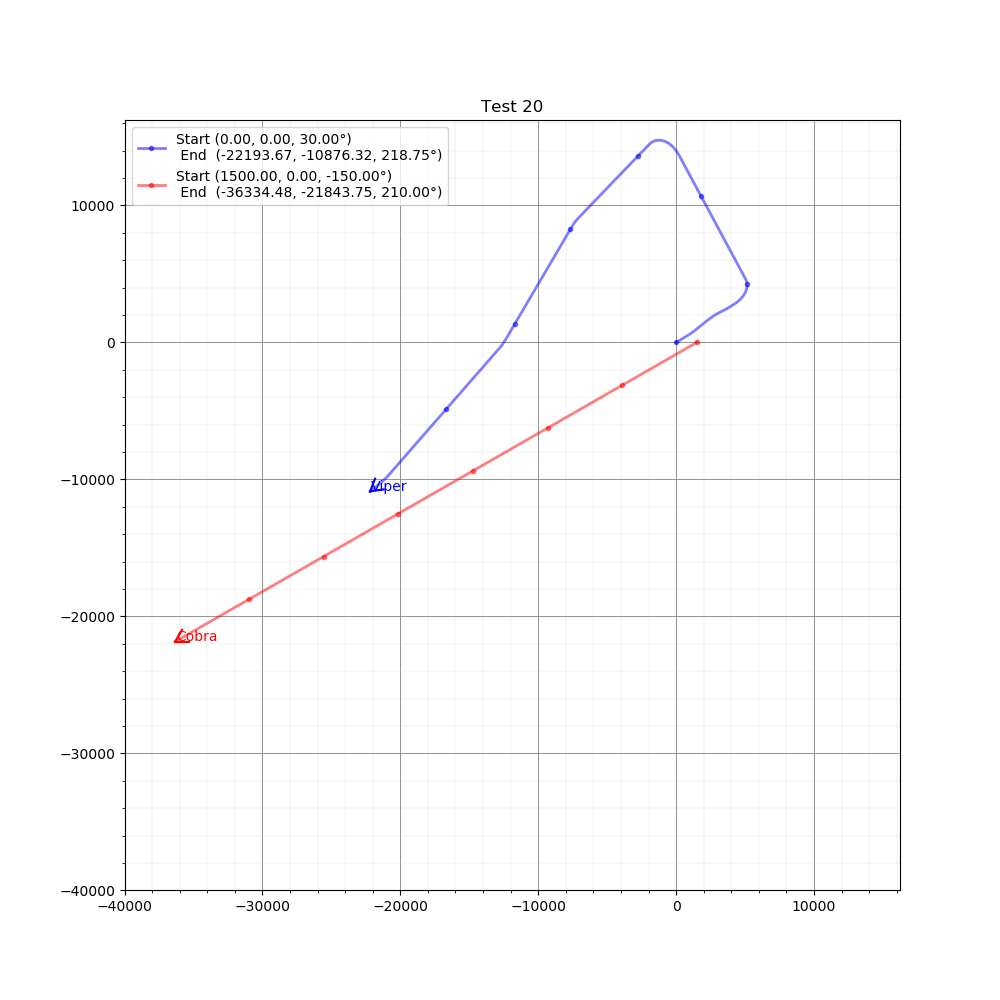 Test 20
Start (0.00, 0.00, 30.00°)
End  (-22193.67, -10876.32, 218.75°)
Start (1500.00, 0.00, -150.00°)
End  (-36334.48, -21843.75, 210.00°)
10000
0
−10000
−20000
−30000
−40000
Viper
Cobra
−40000
−30000
−20000
−10000
0
10000